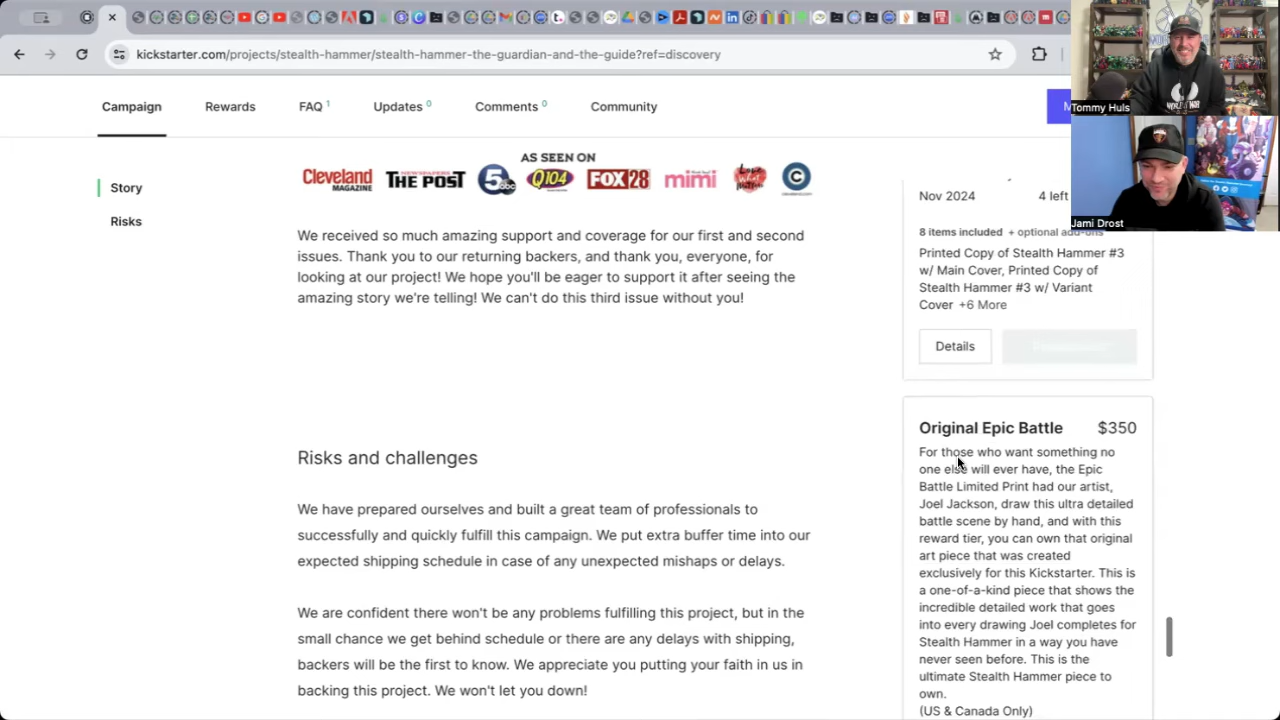 kickstarter.com/projects/stealth-hammer/stealth-hammer-the-guardian-and-the-guide?ref=discovery
Campaign
Rewards
FAQ 1
Updates 0
Comments 0
Community
Tommy Huls
Jami Drost
Story
Risks
AS SEEN ON
Cleveland
MAGAZINE
THE POST
5
abc
Q104
FOX28
mimi
Love
What
Matters
C
cleveland.com
We received so much amazing support and coverage for our first and second
issues. Thank you to our returning backers, and thank you, everyone, for
looking at our project! We hope you'll be eager to support it after seeing the
amazing story we're telling! We can't do this third issue without you!
Risks and challenges
We have prepared ourselves and built a great team of professionals to
successfully and quickly fulfill this campaign. We put extra buffer time into our
expected shipping schedule in case of any unexpected mishaps or delays.
We are confident there won't be any problems fulfilling this project, but in the
small chance we get behind schedule or there are any delays with shipping,
backers will be the first to know. We appreciate you putting your faith in us in
backing this project. We won't let you down!
Nov 2024
4 left
8 items included + optional add-ons
Printed Copy of Stealth Hammer #3
w/ Main Cover, Printed Copy of
Stealth Hammer #3 w/ Variant
Cover +6 More
Details
Original Epic Battle $350
For those who want something no
one else will ever have, the Epic
Battle Limited Print had our artist,
Joel Jackson, draw this ultra detailed
battle scene by hand, and with this
reward tier, you can own that original
art piece that was created
exclusively for this Kickstarter. This is
a one-of-a-kind piece that shows the
incredible detailed work that goes
into every drawing Joel completes for
Stealth Hammer in a way you have
never seen before. This is the
ultimate Stealth Hammer piece to
own.
(US & Canada Only)